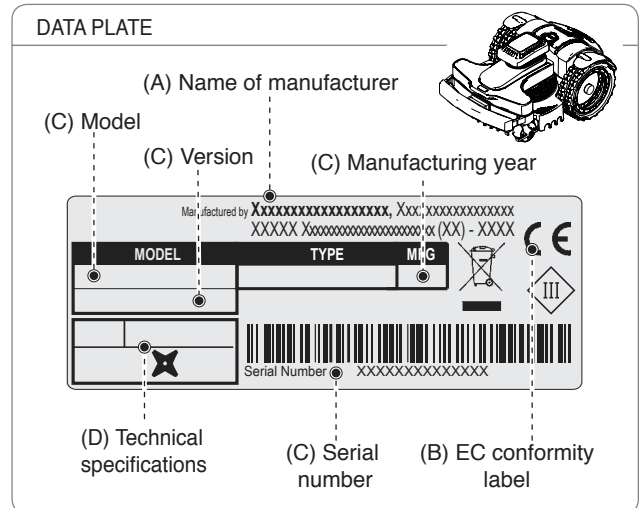 DATA PLATE
(A) Name of manufacturer
(C) Model
(C) Version
(C) Manufacturing year
Manufactured by Xxxxxxxxxxxxxxxxxx, Xxxxxxxxxxxxxxxxx
XXXXX Xxxxxxxxxxxxxxxxxxxxxxx (XX) - XXXX
CE
MODEL TYPE MFG
III
Serial Number XXXXXXXXXXXXXX
(D) Technical
specifications
(C) Serial
number
(B) EC conformity
label